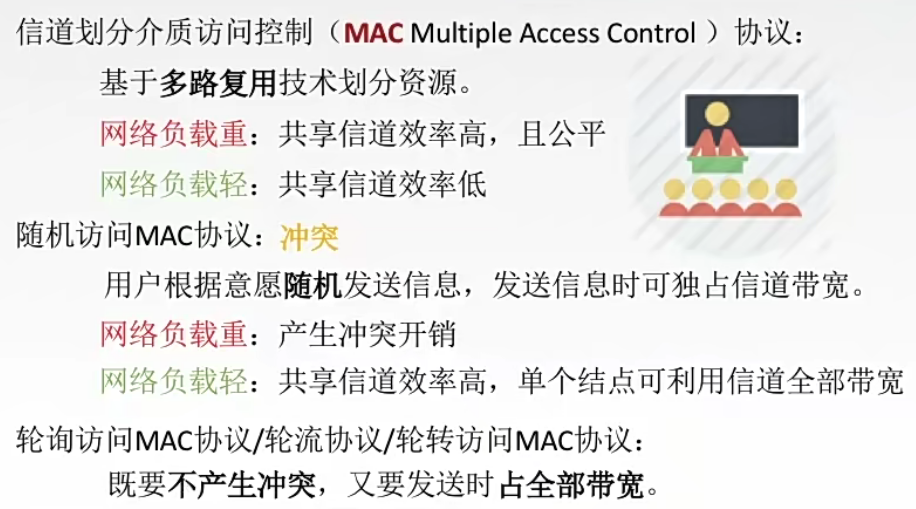 信道划分介质访问控制（MAC Multiple Access Control ）协议：
基于多路复用技术划分资源。
网络负载重：共享信道效率高，且公平
网络负载轻：共享信道效率低
随机访问MAC协议：冲突
用户根据意愿随机发送信息，发送信息时可独占信道带宽。
网络负载重：产生冲突开销
网络负载轻：共享信道效率高，单个结点可利用信道全部带宽
轮询访问MAC协议/轮流协议/轮转访问MAC协议：
既要不产生冲突，又要发送时占全部带宽。